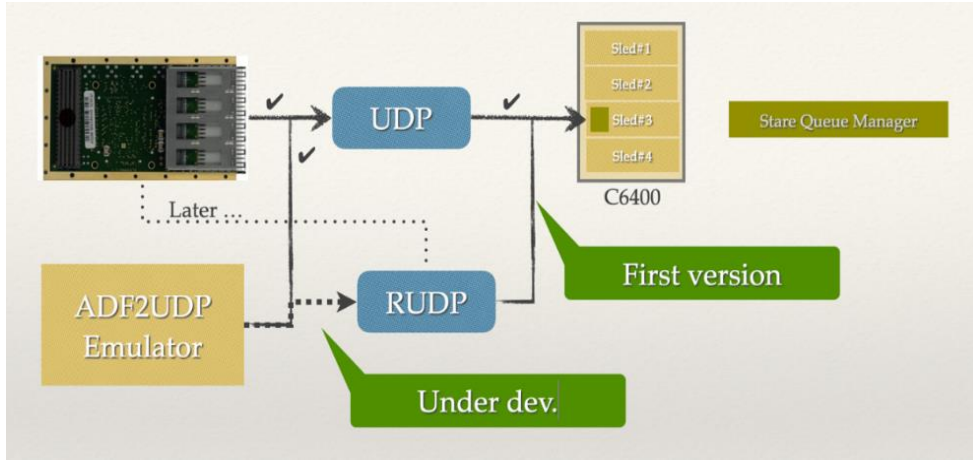 Sled#1
Sled#2
Sled#3
Sled#4
C6400
Stare Queue Manager
UDP
Later ...
RUDP
First version
ADF2UDP
Emulator
Under dev.